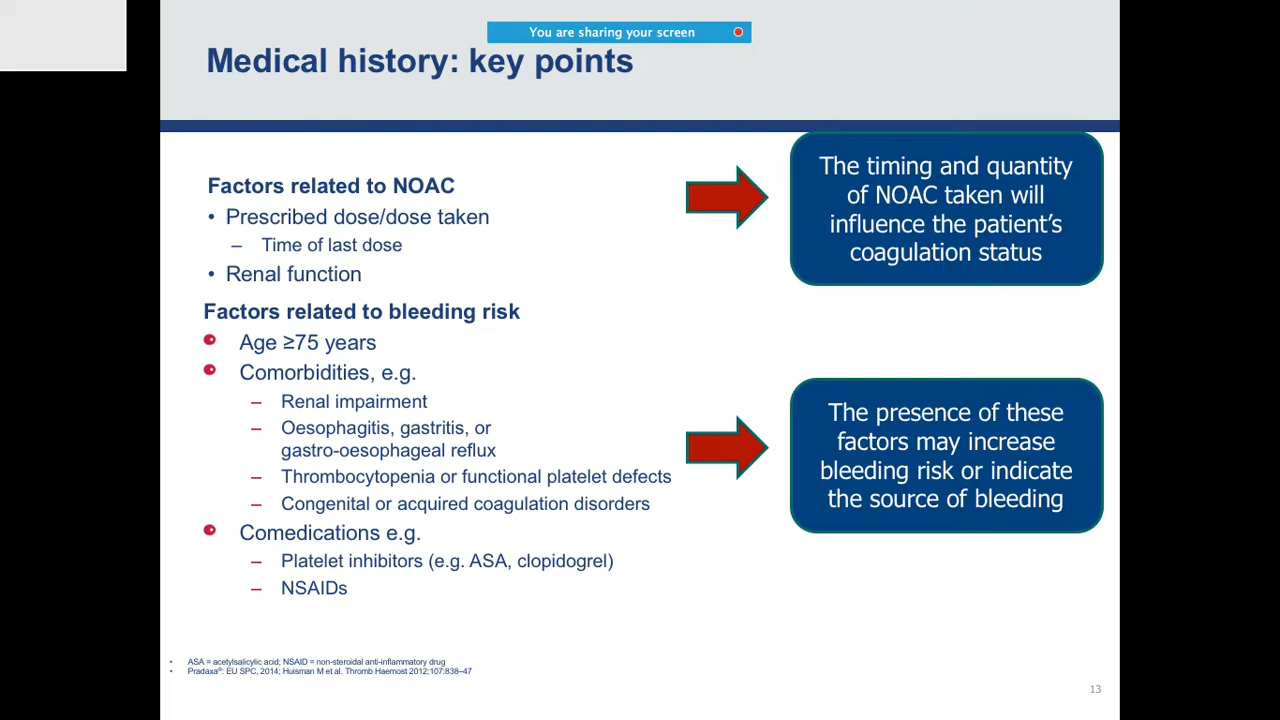 You are sharing your screen
Medical history: key points
Factors related to NOAC
• Prescribed dose/dose taken
– Time of last dose
• Renal function
The timing and quantity
of NOAC taken will
influence the patient's
coagulation status
Factors related to bleeding risk
Age ≥75 years
Comorbidities, e.g.
– Renal impairment
– Oesophagitis, gastritis, or
gastro-oesophageal reflux
– Thrombocytopenia or functional platelet defects
– Congenital or acquired coagulation disorders
Comedications e.g.
– Platelet inhibitors (e.g. ASA, clopidogrel)
– NSAIDs
The presence of these
factors may increase
bleeding risk or indicate
the source of bleeding
• ASA = acetylsalicylic acid; NSAID = non-steroidal anti-inflammatory drug
• Pradaxa®: EU SPC, 2014; Huisman M et al. Thromb Haemost 2012;107:838–47
13